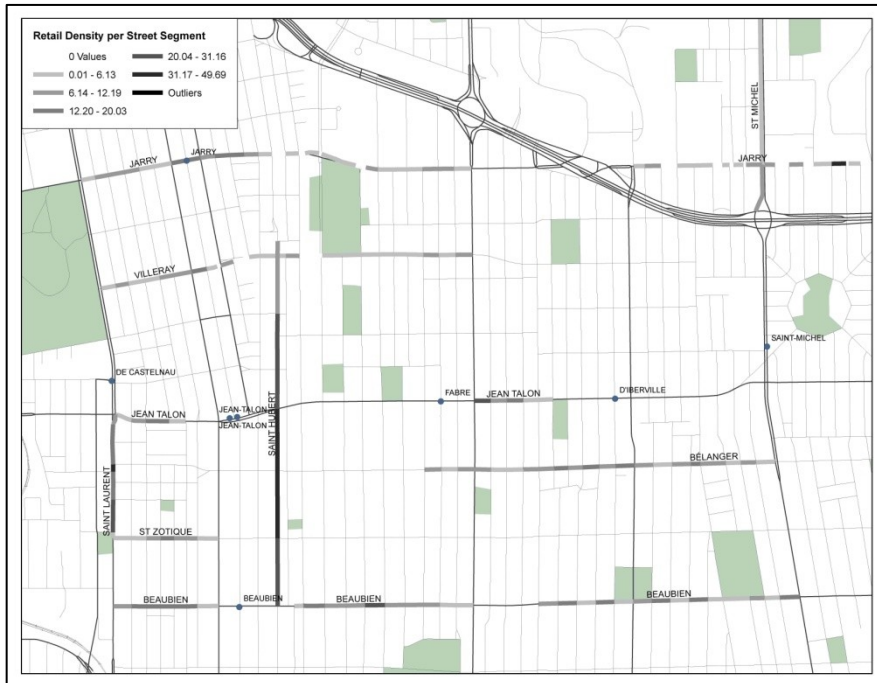 Retail Density per Street Segment
0 Values
0.01 - 6.13
6.14 - 12.19
12.20 - 20.03
20.04 - 31.16
31.17 - 49.69
Outliers
ST MICHEL
JARRY
JARRY
JARRY
VILLERAY
SAINT-MICHEL
DE CASTELNAU
FABRE
JEAN TALON
D'IBERVILLE
JEAN TALON
JEAN-TALON
JEAN-TALON
SAINT HUBERT
BÉLANGER
SAINT LAURENT
ST ZOTIQUE
BEAUBIEN
BEAUBIEN
BEAUBIEN
BEAUBIEN